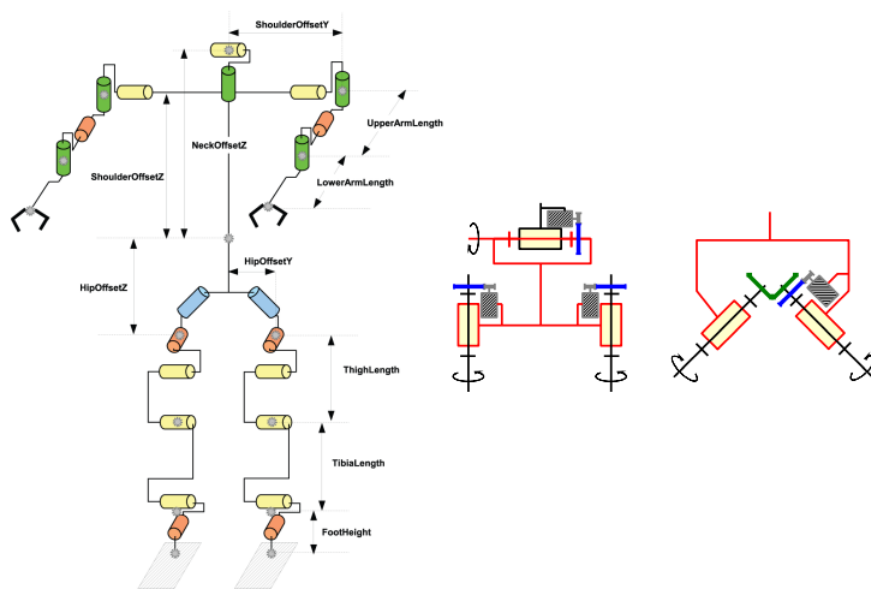 ShoulderOffsetY
UpperArmLength
NeckOffsetZ
ShoulderOffsetZ
LowerArmLength
HipOffsetY
HipOffsetZ
ThighLength
TibiaLength
FootHeight